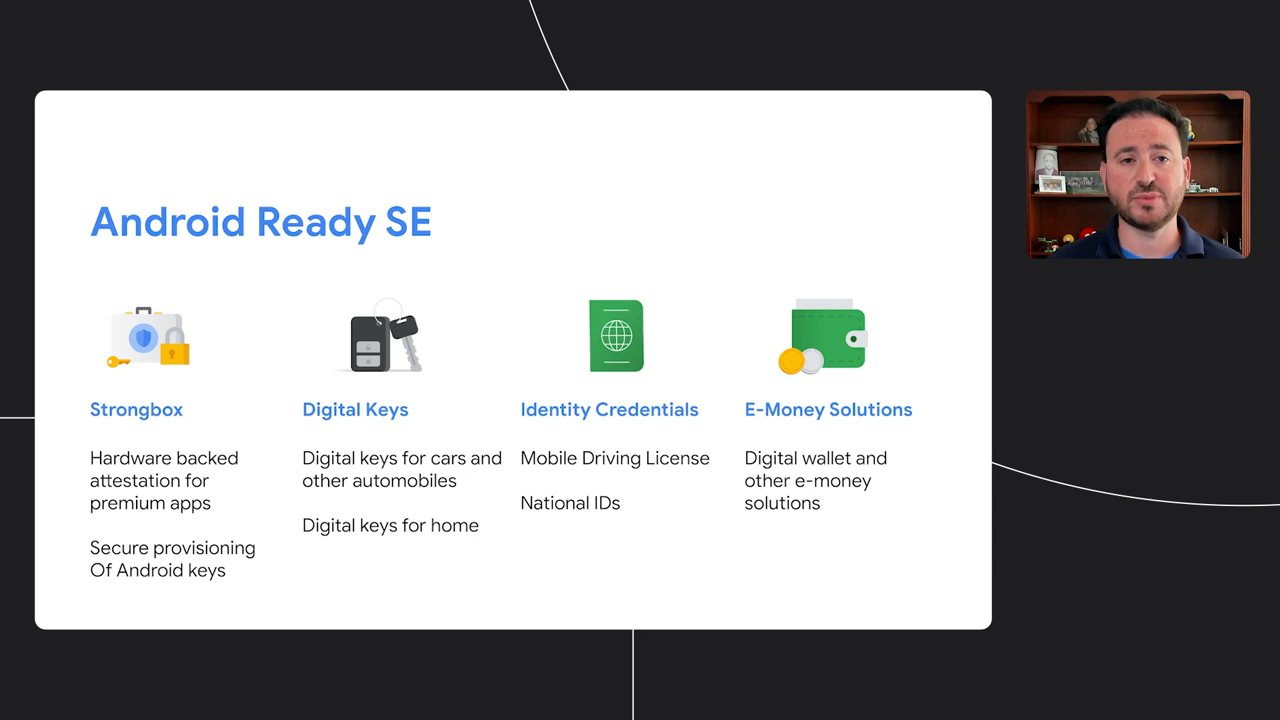 Android Ready SE
Strongbox
Hardware backed
attestation for
premium apps
Secure provisioning
Of Android keys
Digital Keys
Digital keys for cars and
other automobiles
Digital keys for home
Identity Credentials
Mobile Driving License
National IDs
E-Money Solutions
Digital wallet and
other e-money
solutions